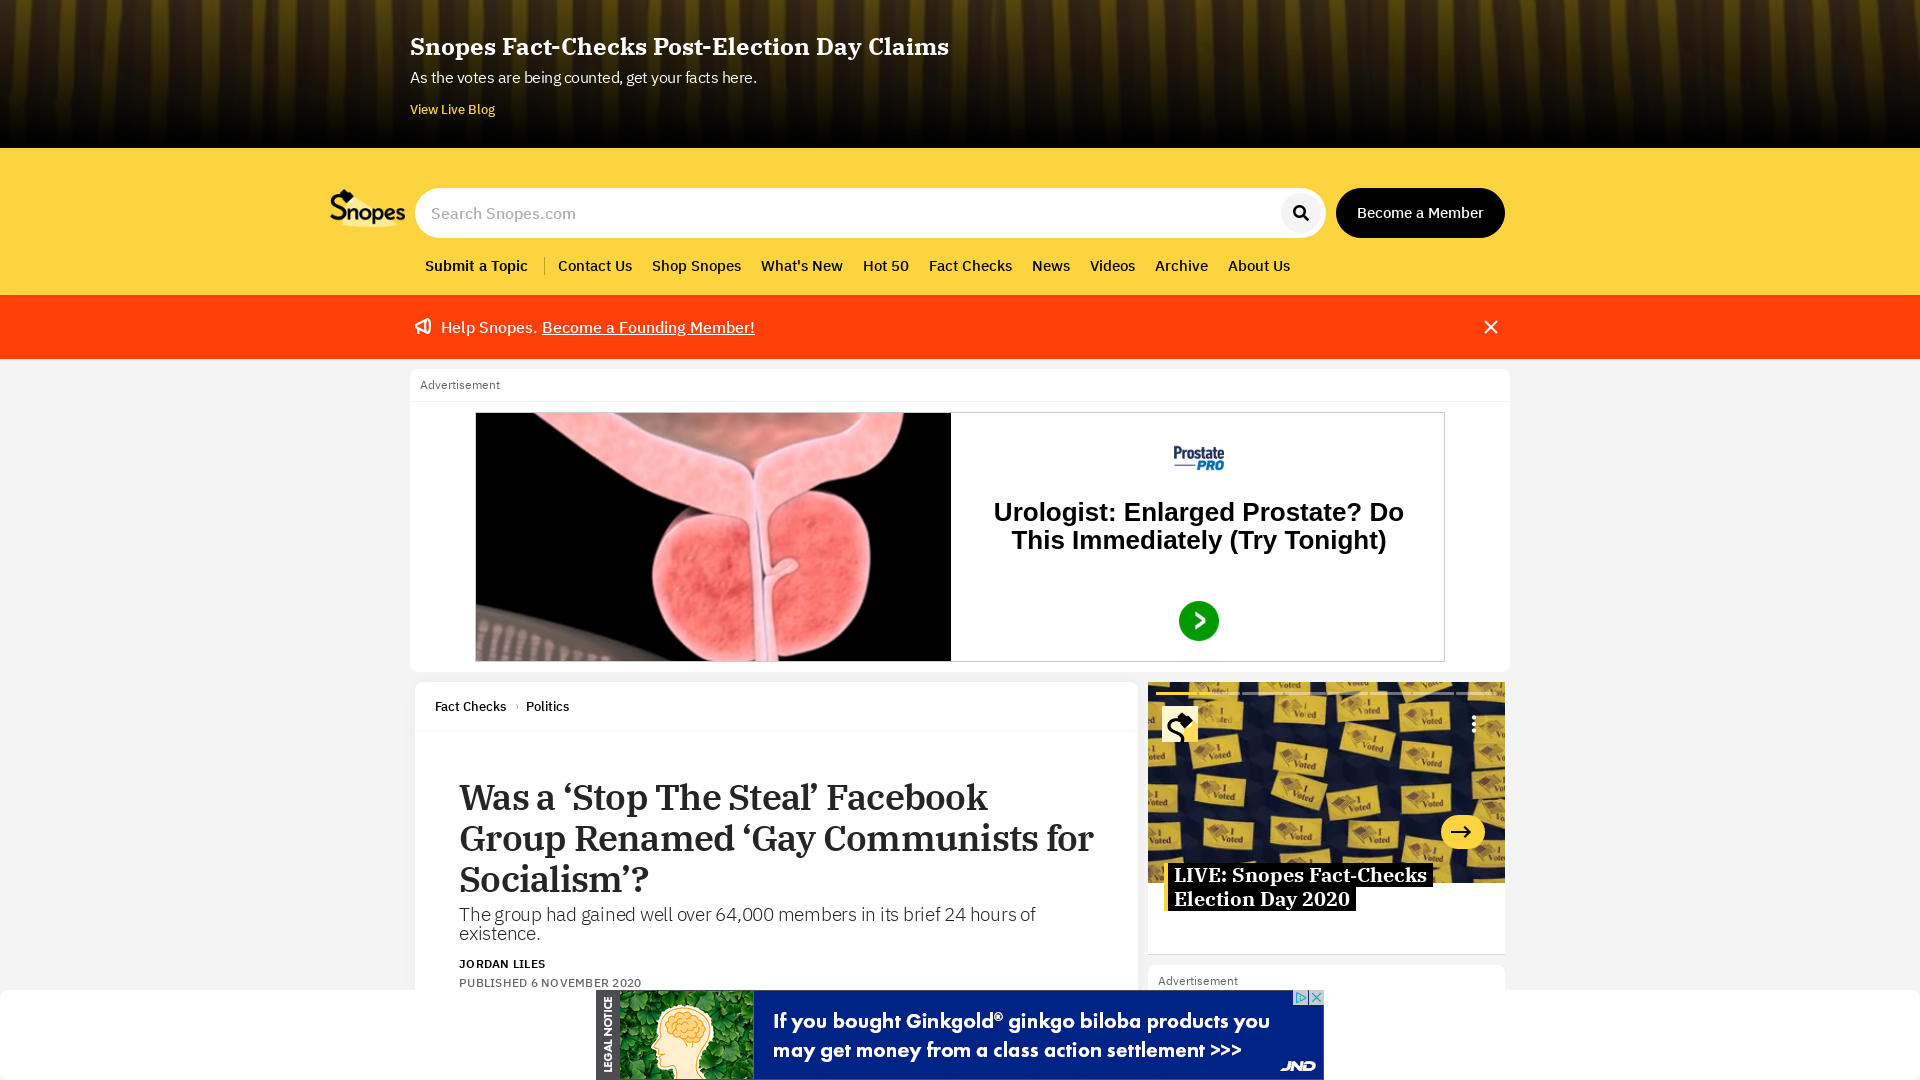 Snopes Fact-Checks Post-Election Day Claims
As the votes are being counted, get your facts here.
View Live Blog
Snopes
Search Snopes.com
Become a Member
Submit a Topic
Contact Us
Shop Snopes
What's New
Hot 50
Fact Checks
News
Videos
Archive
About Us
Help Snopes. Become a Founding Member!
Advertisement
Prostate
PRO
Urologist: Enlarged Prostate? Do
This Immediately (Try Tonight)
Fact Checks › Politics
Was a ‘Stop The Steal’ Facebook
Group Renamed ‘Gay Communists for
Socialism’?
The group had gained well over 64,000 members in its brief 24 hours of
existence.
JORDAN LILES
PUBLISHED 6 NOVEMBER 2020
I Voted
LIVE: Snopes Fact-Checks
Election Day 2020
Advertisement
LEGAL NOTICE
If you bought Ginkgold® ginkgo biloba products you
may get money from a class action settlement >>>
JND